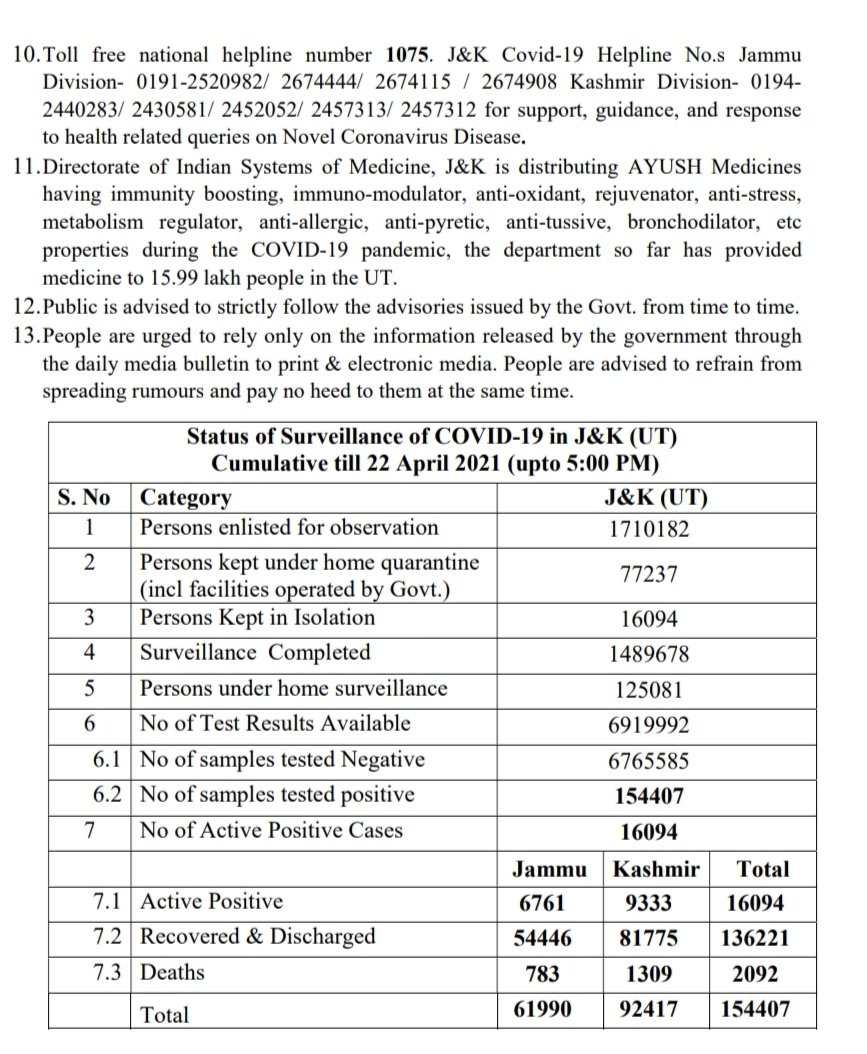 10.Toll free national helpline number 1075. J&K Covid-19 Helpline No.s Jammu
Division- 0191-2520982/ 2674444/ 2674115 / 2674908 Kashmir Division- 0194-
2440283/ 2430581/ 2452052/ 2457313/ 2457312 for support, guidance, and response
to health related queries on Novel Coronavirus Disease.
11.Directorate of Indian Systems of Medicine, J&K is distributing AYUSH Medicines
having immunity boosting, immuno-modulator, anti-oxidant, rejuvenator, anti-stress,
metabolism regulator, anti-allergic, anti-pyretic, anti-tussive, bronchodilator, etc
properties during the COVID-19 pandemic, the department so far has provided
medicine to 15.99 lakh people in the UT.
12.Public is advised to strictly follow the advisories issued by the Govt. from time to time.
13.People are urged to rely only on the information released by the government through
the daily media bulletin to print & electronic media. People are advised to refrain from
spreading rumours and pay no heed to them at the same time.
Status of Surveillance of COVID-19 in J&K (UT)
Cumulative till 22 April 2021 (upto 5:00 PM)
S. No Category J&K (UT)
1 Persons enlisted for observation 1710182
2 Persons kept under home quarantine
(incl facilities operated by Govt.) 77237
3 Persons Kept in Isolation 16094
4 Surveillance Completed 1489678
5 Persons under home surveillance 125081
6 No of Test Results Available 6919992
6.1 No of samples tested Negative 6765585
6.2 No of samples tested positive 154407
7 No of Active Positive Cases 16094
Jammu Kashmir Total
7.1 Active Positive 6761 9333 16094
7.2 Recovered & Discharged 54446 81775 136221
7.3 Deaths 783 1309 2092
Total 61990 92417 154407